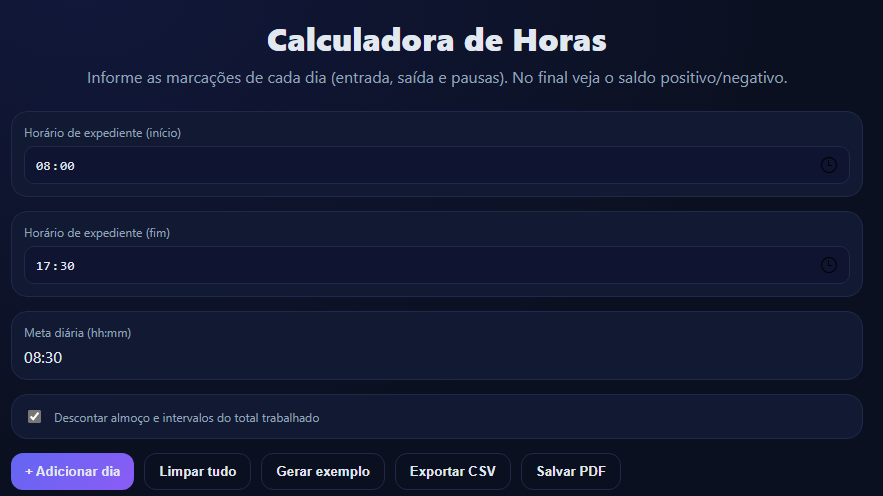 Calculadora de Horas
Informe as marcações de cada dia (entrada, saída e pausas). No final veja o saldo positivo/negativo.
Horário de expediente (início)
08:00
Horário de expediente (fim)
17:30
Meta diária (hh:mm)
08:30
Descontar almoço e intervalos do total trabalhado
+ Adicionar dia
Limpar tudo
Gerar exemplo
Exportar CSV
Salvar PDF